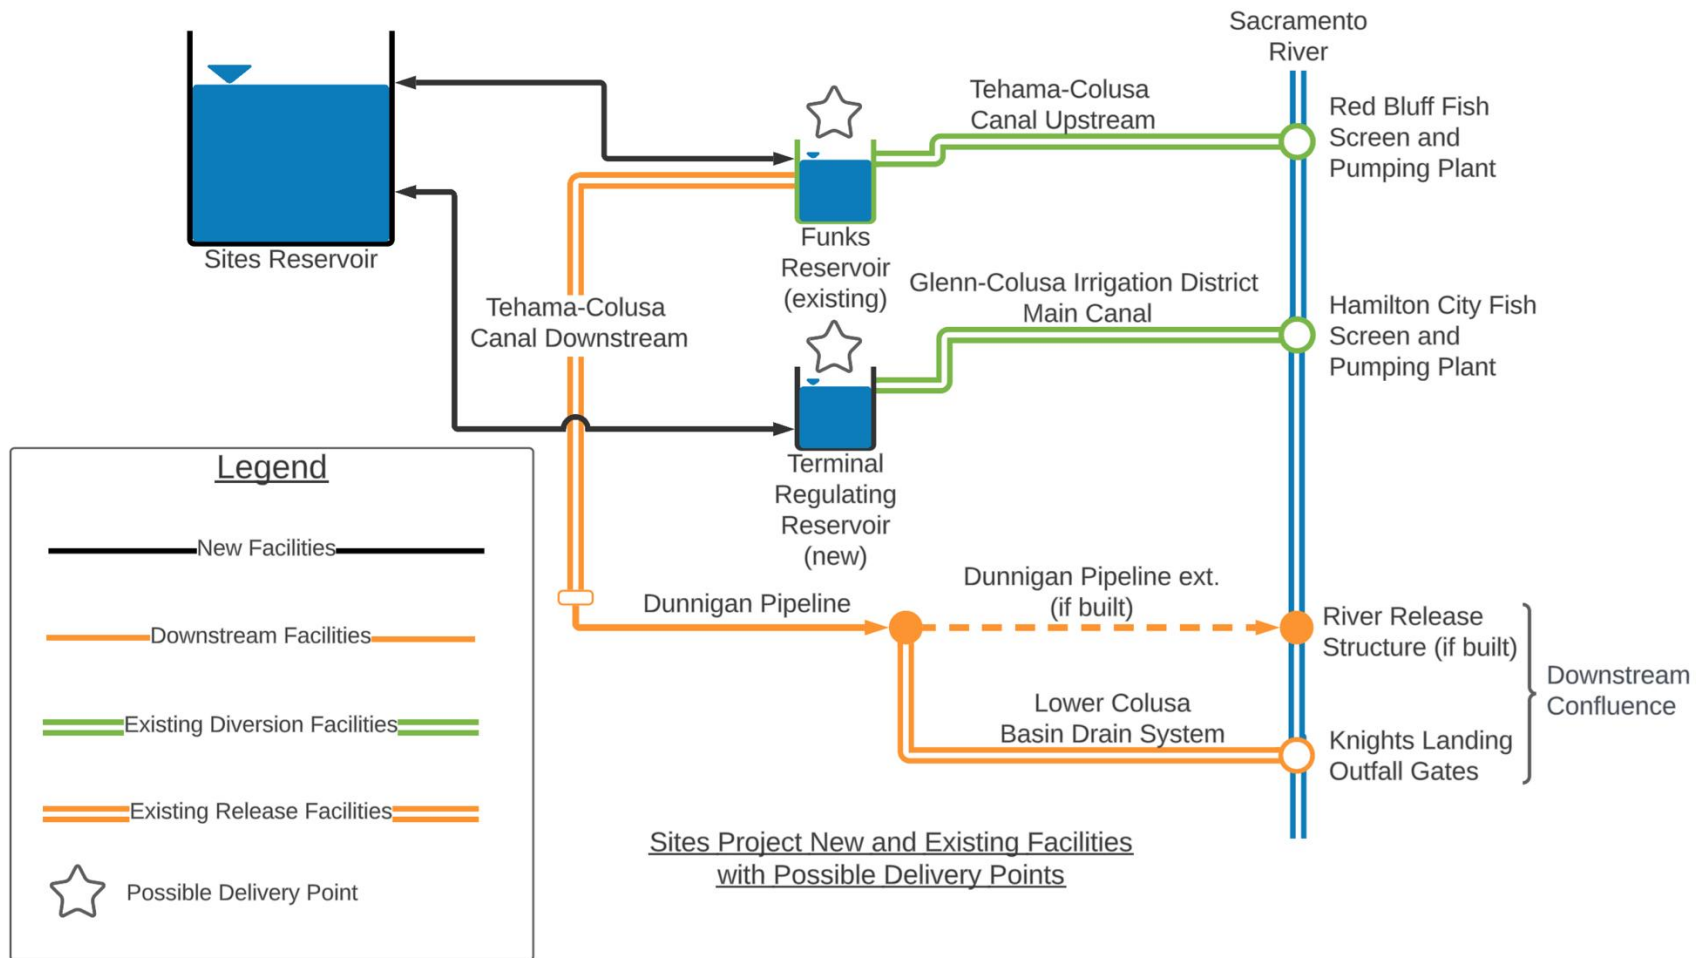 Sacramento
River
Tehama-Colusa
Canal Upstream
Red Bluff Fish
Screen and
Pumping Plant
Sites Reservoir
Funks
Reservoir
(existing)
Glenn-Colusa Irrigation District
Main Canal
Hamilton City Fish
Screen and
Pumping Plant
Tehama-Colusa
Canal Downstream
Terminal
Regulating
Reservoir
(new)
Legend
New Facilities
Downstream Facilities
Existing Diversion Facilities
Existing Release Facilities
Possible Delivery Point
Dunnigan Pipeline
Dunnigan Pipeline ext.
(if built)
River Release
Structure (if built)
Downstream
Confluence
Lower Colusa
Basin Drain System
Knights Landing
Outfall Gates
Sites Project New and Existing Facilities
with Possible Delivery Points